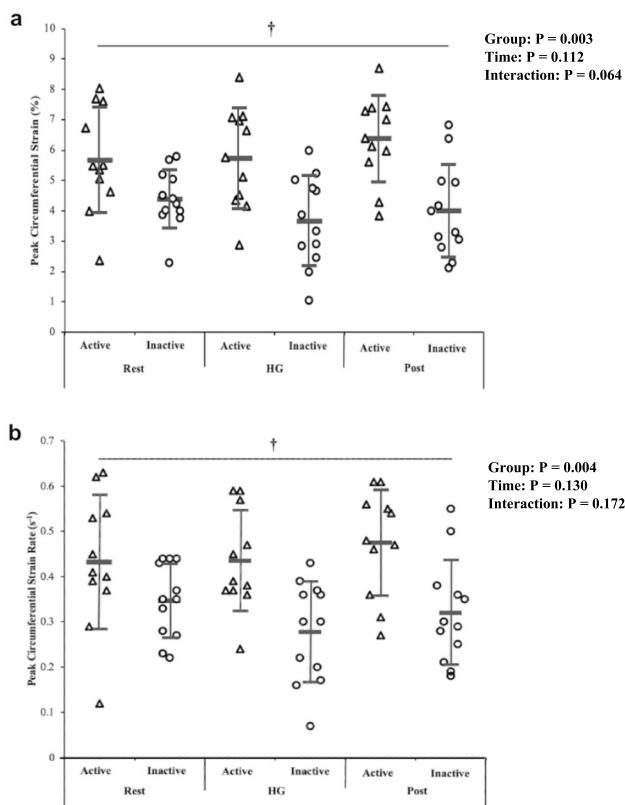 a
†
Group: P = 0.003
Time: P = 0.112
Interaction: P = 0.064
Peak Circumferential Strain (%)
10
9
8
7
6
5
4
3
2
1
0
Active Inactive Active Inactive Active Inactive
Rest HG Post
b
†
Group: P = 0.004
Time: P = 0.130
Interaction: P = 0.172
Peak Circumferential Strain Rate (s⁻¹)
0.7
0.6
0.5
0.4
0.3
0.2
0.1
0
Active Inactive Active Inactive Active Inactive
Rest HG Post